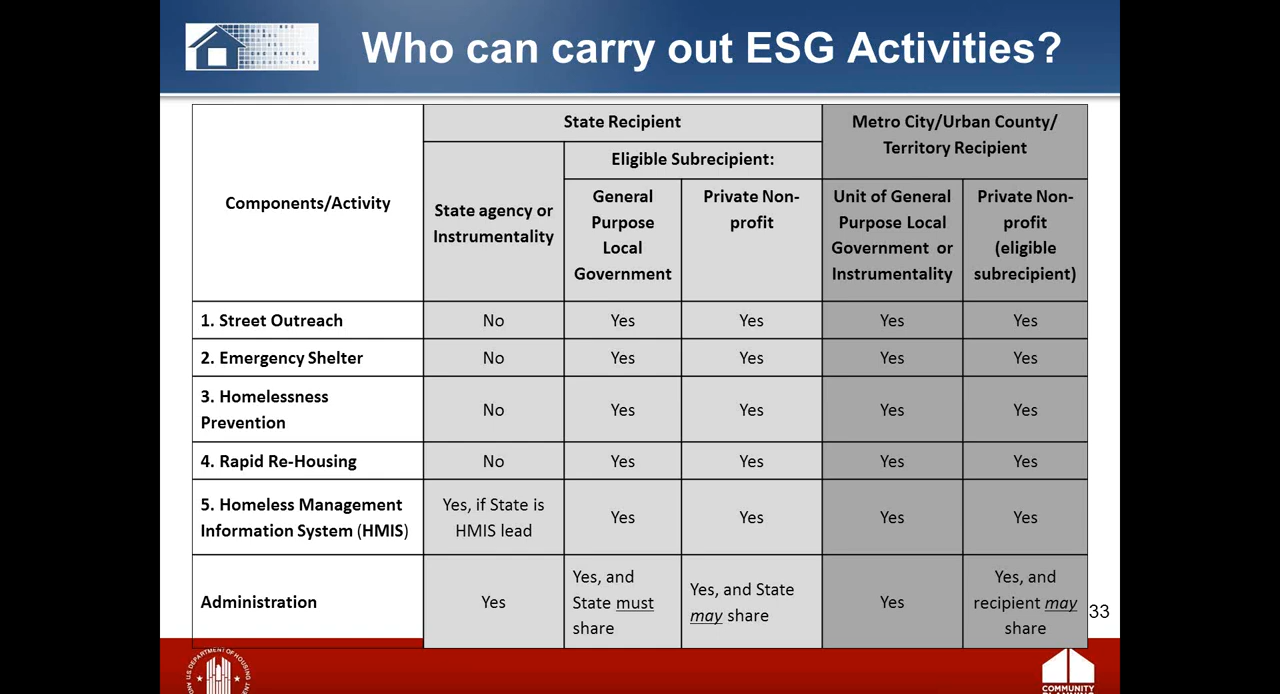 Who can carry out ESG Activities?
Components/Activity
State Recipient
Metro City/Urban County/
Territory Recipient
State agency or
Instrumentality
Eligible Subrecipient:
General
Purpose
Local
Government
Private Non-
profit
Unit of General
Purpose Local
Government or
Instrumentality
Private Non-
profit
(eligible
subrecipient)
1. Street Outreach
No
Yes
Yes
Yes
Yes
2. Emergency Shelter
No
Yes
Yes
Yes
Yes
3. Homelessness
Prevention
No
Yes
Yes
Yes
Yes
4. Rapid Re-Housing
No
Yes
Yes
Yes
Yes
5. Homeless Management
Information System (HMIS)
Yes, if State is
HMIS lead
Yes
Yes
Yes
Yes
Administration
Yes
Yes, and
State must
share
Yes, and State
may share
Yes
Yes, and
recipient may
share
33
U.S. DEPARTMENT OF HOUSING
COMMUNITY
PLANNING